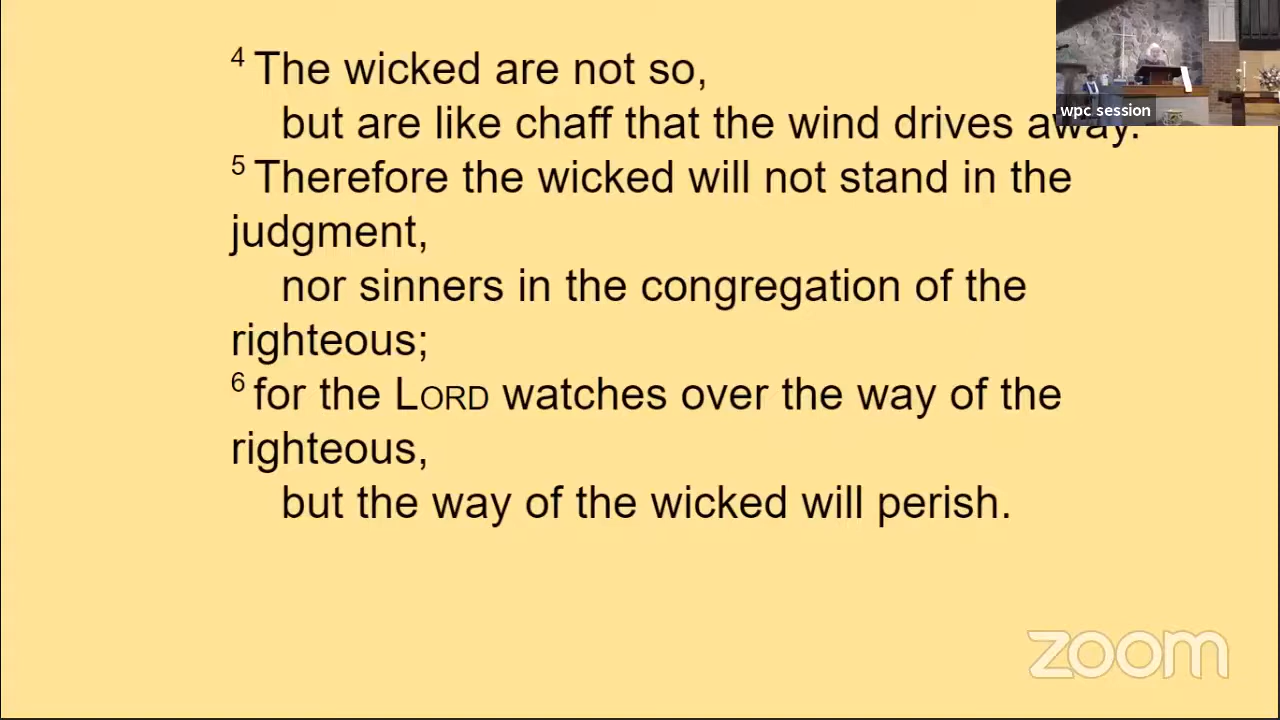 4 The wicked are not so,
but are like chaff that the wind drives away.
wpc session
5 Therefore the wicked will not stand in the
judgment,
nor sinners in the congregation of the
righteous;
6 for the LORD watches over the way of the
righteous,
but the way of the wicked will perish.
zoom